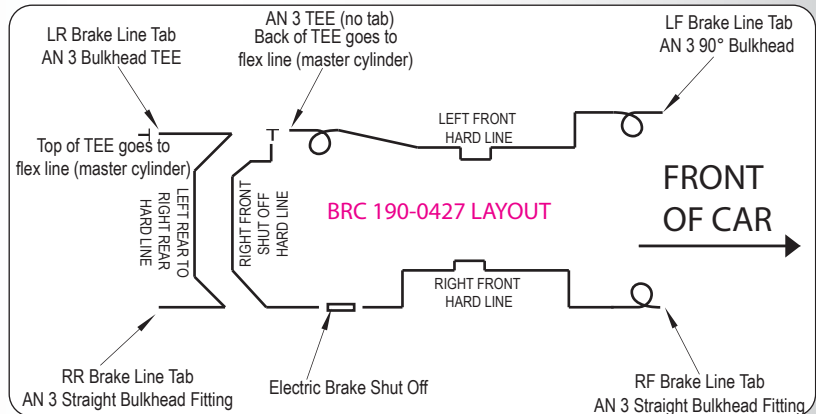 LR Brake Line Tab
AN 3 Bulkhead TEE
AN 3 TEE (no tab)
Back of TEE goes to
flex line (master cylinder)
LF Brake Line Tab
AN 3 90° Bulkhead
T
Top of TEE goes to
flex line (master cylinder)
T
LEFT FRONT
HARD LINE
LEFT REAR TO
RIGHT REAR
HARD LINE
RIGHT FRONT
SHUT OFF
HARD LINE
BRC 190-0427 LAYOUT
FRONT
OF CAR
RIGHT FRONT
HARD LINE
RR Brake Line Tab
AN 3 Straight Bulkhead Fitting
Electric Brake Shut Off
RF Brake Line Tab
AN 3 Straight Bulkhead Fitting